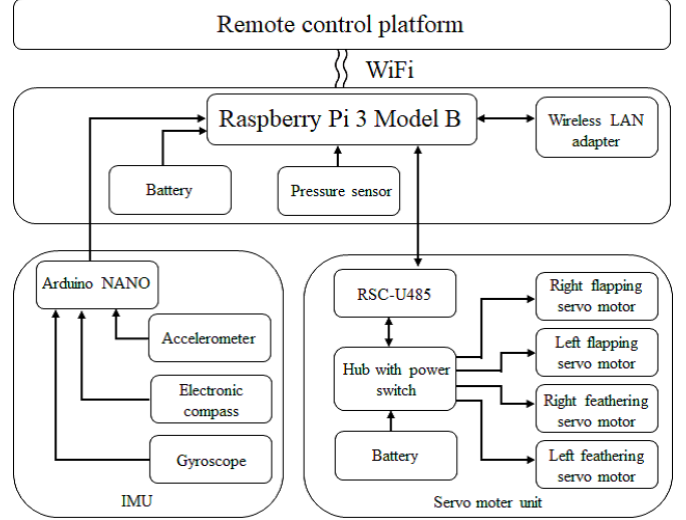 Remote control platform
WiFi
Raspberry Pi 3 Model B
Wireless LAN
adapter
Battery
Pressure sensor
Arduino NANO
Accelerometer
Electronic
compass
Gyroscope
IMU
RSC-U485
Hub with power
switch
Battery
Right flapping
servo motor
Left flapping
servo motor
Right feathering
servo motor
Left feathering
servo motor
Servo moter unit